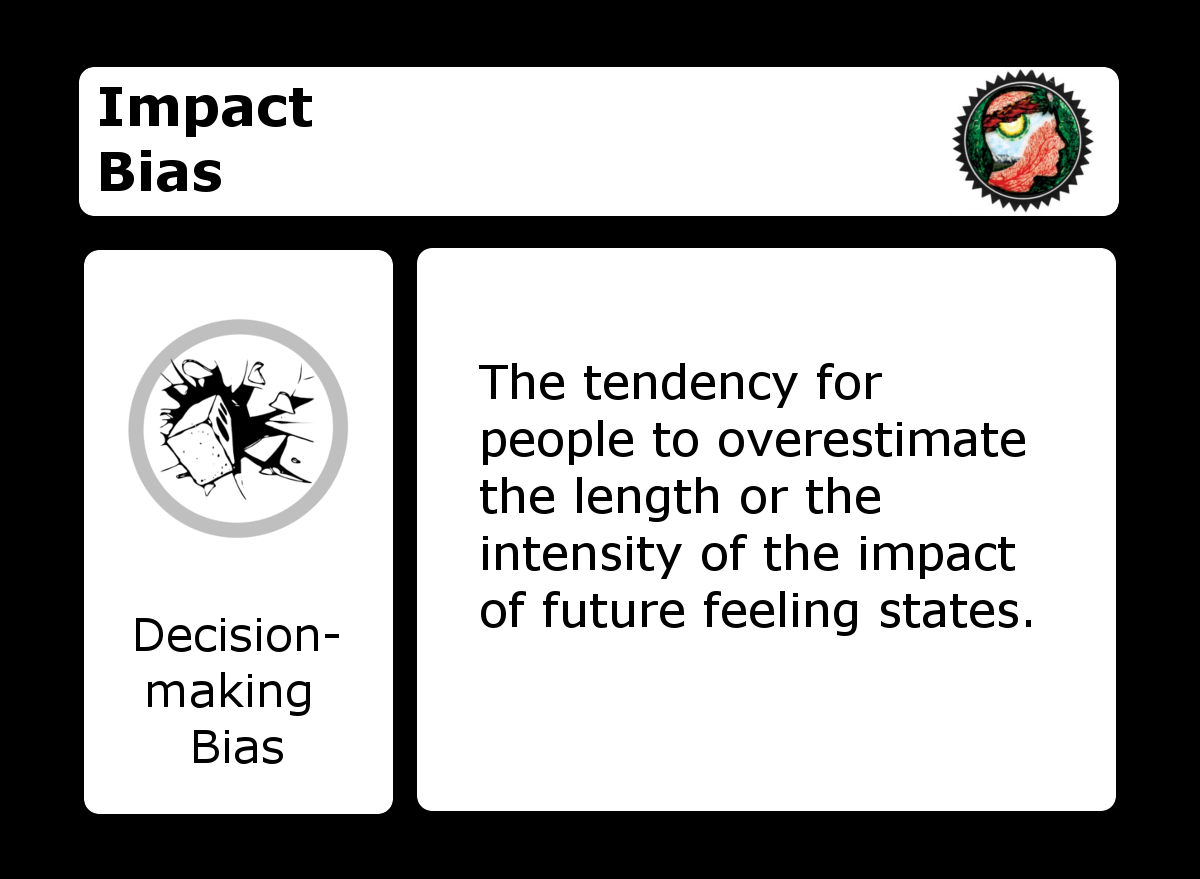 Impact
Bias
Decision-
making
Bias
The tendency for
people to overestimate
the length or the
intensity of the impact
of future feeling states.